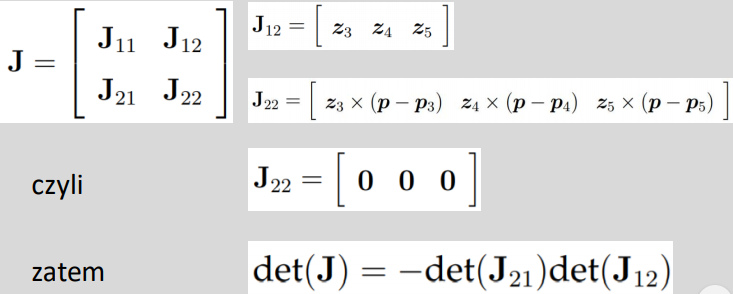 J = [ J₁₁ J₁₂
J₂₁ J₂₂ ]
J₁₂ = [ z₃ z₄ z₅ ]
J₂₂ = [ z₃ × (p − p₃) z₄ × (p − p₄) z₅ × (p − p₅) ]
czyli
J₂₂ = [ 0 0 0 ]
zatem
det(J) = −det(J₂₁)det(J₁₂)